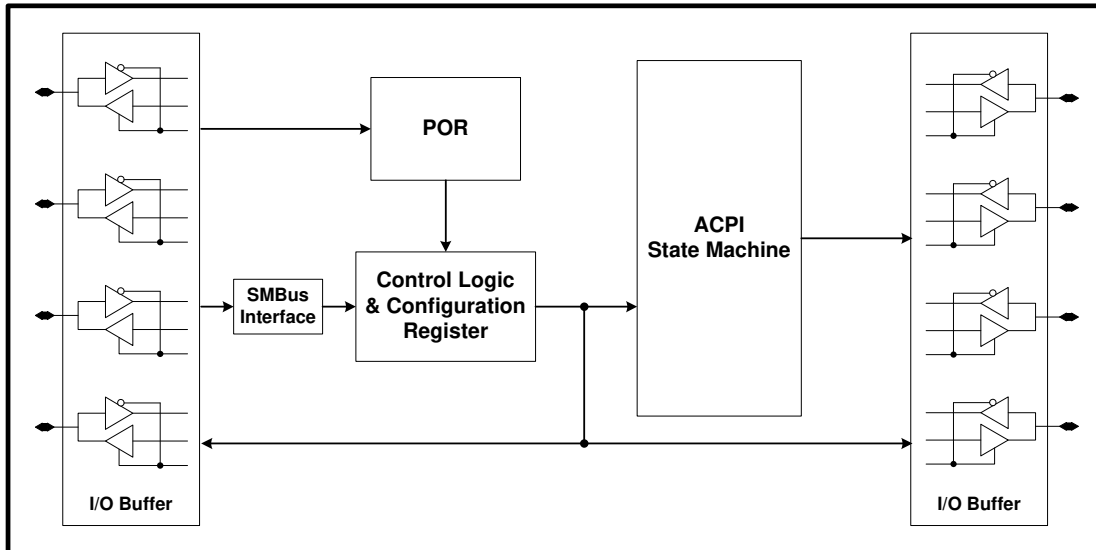 POR
ACPI
State Machine
SMBus
Interface
Control Logic
& Configuration
Register
I/O Buffer
I/O Buffer